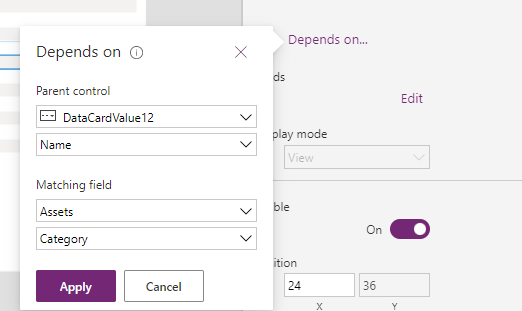 Depends on...
Depends on
Parent control
DataCardValue12
Name
Matching field
Assets
Category
Apply
Cancel
ds
Edit
play mode
View
ble
On
ition
24
36
X
Y